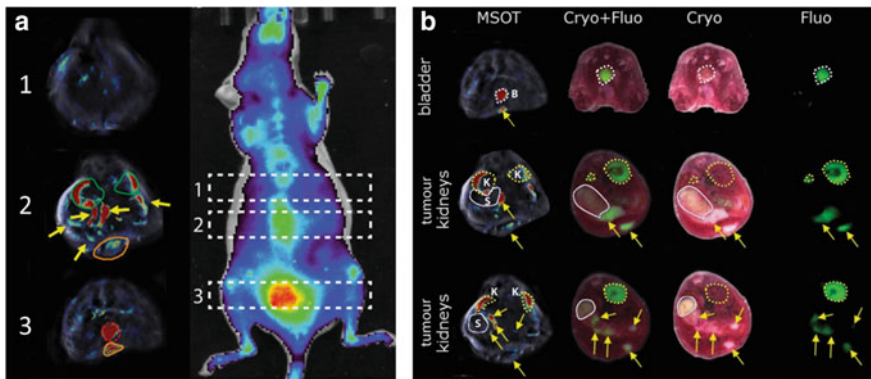 a
1
2
3
1
2
3
b
MSOT Cryo+Fluo Cryo Fluo
bladder
B
tumour
kidneys
K K
S
tumour
kidneys
K K
S